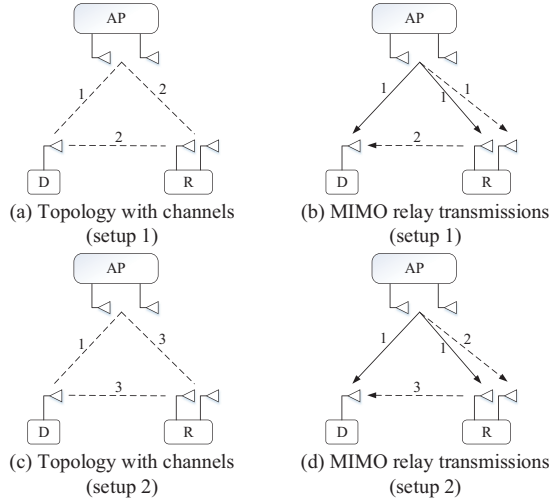 AP
AP
1
2
1
1
1
2
2
D
R
D
R
(a) Topology with channels
(setup 1)
(b) MIMO relay transmissions
(setup 1)
AP
AP
1
3
1
1
2
3
3
D
R
D
R
(c) Topology with channels
(setup 2)
(d) MIMO relay transmissions
(setup 2)